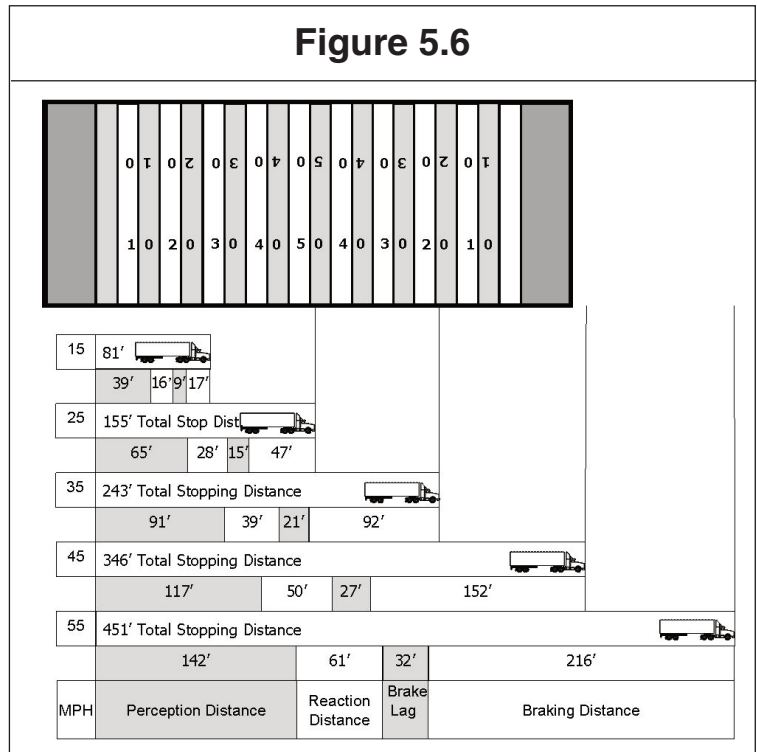 Figure 5.6
0 1 0 2 0 3 0 4 0 5 0 4 0 3 0 2 0 1
1 0 2 0 3 0 4 0 5 0 4 0 3 0 2 0 1 0
15 81′
39′ 16′ 9′ 17′
25 155′ Total Stop Dist
65′ 28′ 15′ 47′
35 243′ Total Stopping Distance
91′ 39′ 21′ 92′
45 346′ Total Stopping Distance
117′ 50′ 27′ 152′
55 451′ Total Stopping Distance
142′ 61′ 32′ 216′
MPH Perception Distance Reaction Distance Brake Lag Braking Distance